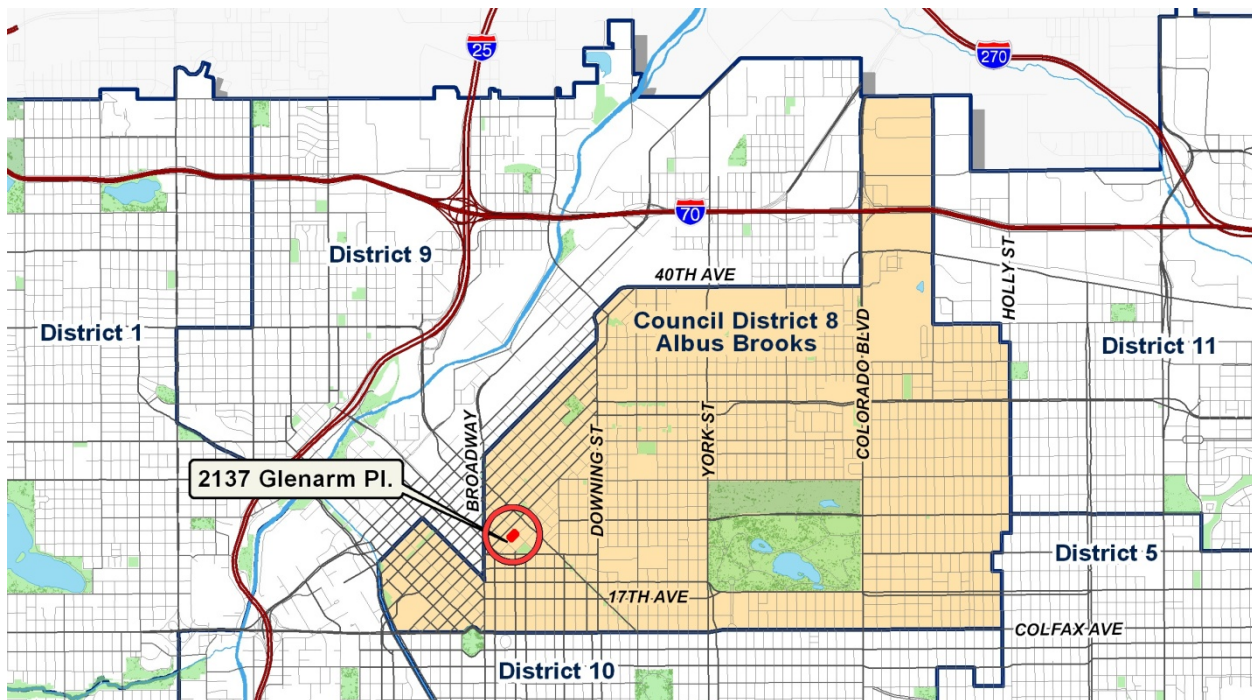 25
270
70
District 9
40TH AVE
HOLLY ST
District 1
Council District 8
Albus Brooks
COLORADO BLVD
District 11
BROADWAY
DOWNING ST
YORK ST
2137 Glenarm Pl.
District 5
17TH AVE
COLFAX AVE
District 10